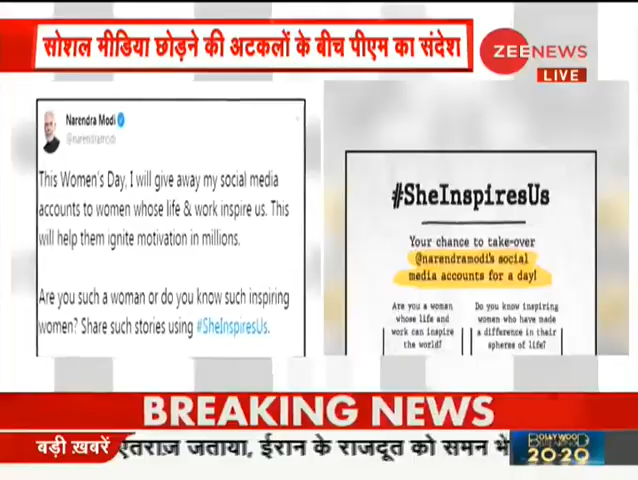 सोशल मीडिया छोड़ने की अटकलों के बीच पीएम का संदेश
ZEENEWS
LIVE
Narendra Modi
@narendramodi
This Women's Day, I will give away my social media
accounts to women whose life & work inspire us. This
will help them ignite motivation in millions.
Are you such a woman or do you know such inspiring
women? Share such stories using #SheInspiresUs.
#SheInspiresUs
Your chance to take-over
@narendramodi's social
media accounts for a day!
Are you a woman
whose life and
work can inspire
the world?
Do you know inspiring
women who have made
a difference in their
spheres of life?
BREAKING NEWS
बड़ी ख़बरें
एतराज़ जताया, ईरान के राजदूत को समन भे
BOLLYWOOD
BREAKING
20-20